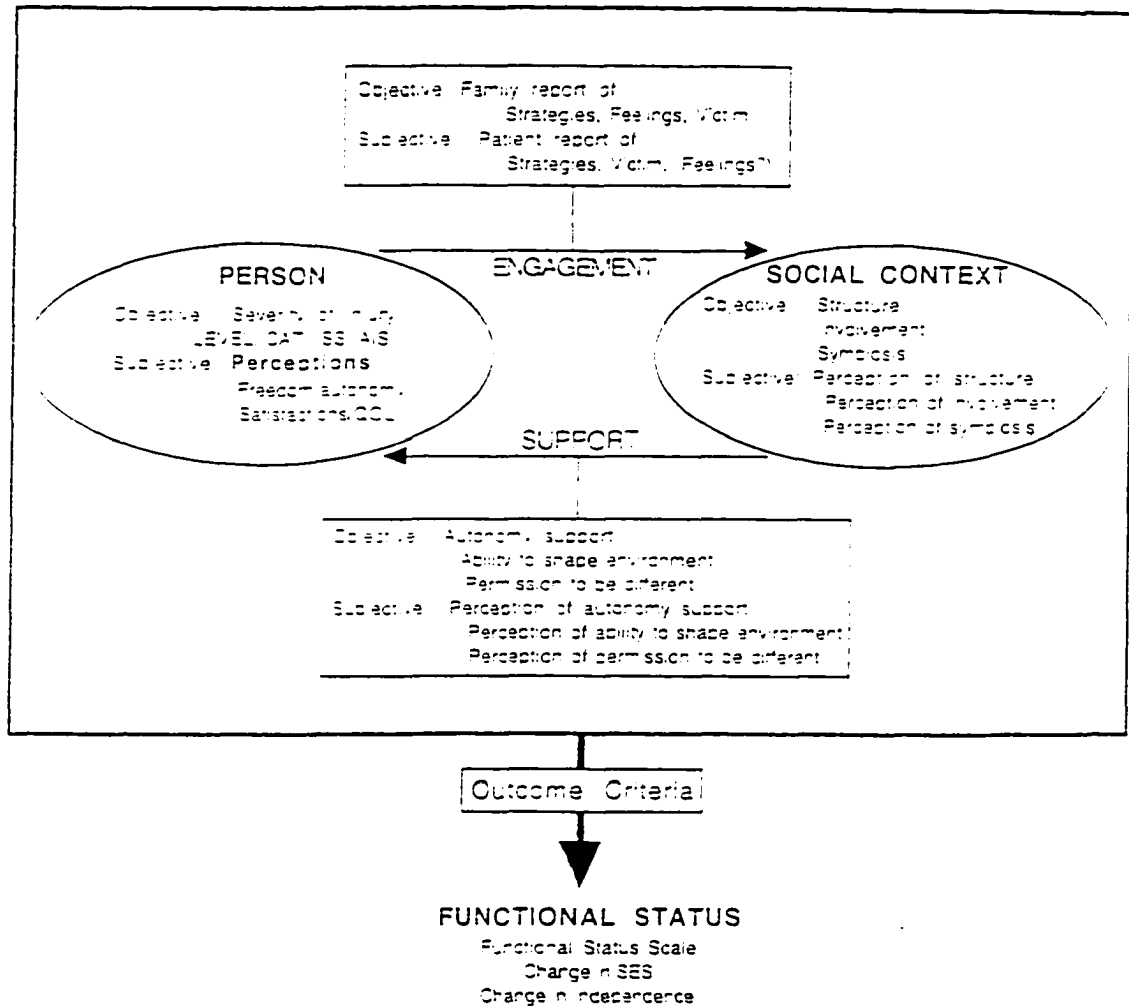 Objective: Family report of
Strategies, Feelings, Victim
Subjective: Patient report of
Strategies, Victim, Feelings
ENGAGEMENT
PERSON
Objective: Severity of injury
LEVEL CAT ISS AIS
Subjective: Perceptions
Freedom/autonomy
Satisfactions/QOL
SOCIAL CONTEXT
Objective: Structure
Involvement
Symbiosis
Subjective: Perception of structure
Perception of involvement
Perception of symbiosis
SUPPORT
Objective: Autonomy support
Ability to shape environment
Permission to be different
Subjective: Perception of autonomy support
Perception of ability to shape environment
Perception of permission to be different
Outcome Criteria
FUNCTIONAL STATUS
Functional Status Scale
Change in SES
Change in independence